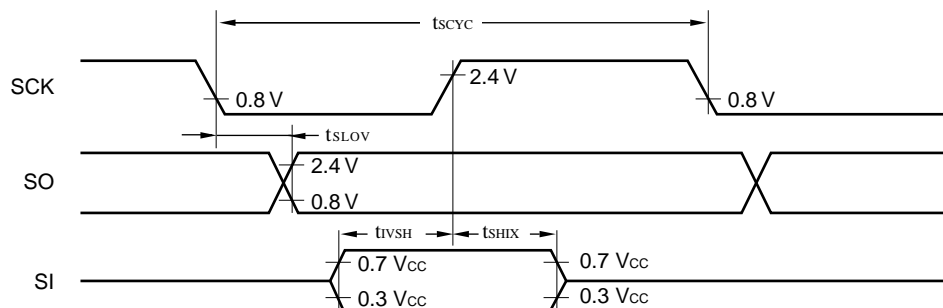 tSCYC
SCK
2.4 V
0.8 V
0.8 V
tSLOV
SO
2.4 V
0.8 V
tIVSH
tSHIX
SI
0.7 VCC
0.7 VCC
0.3 VCC
0.3 VCC